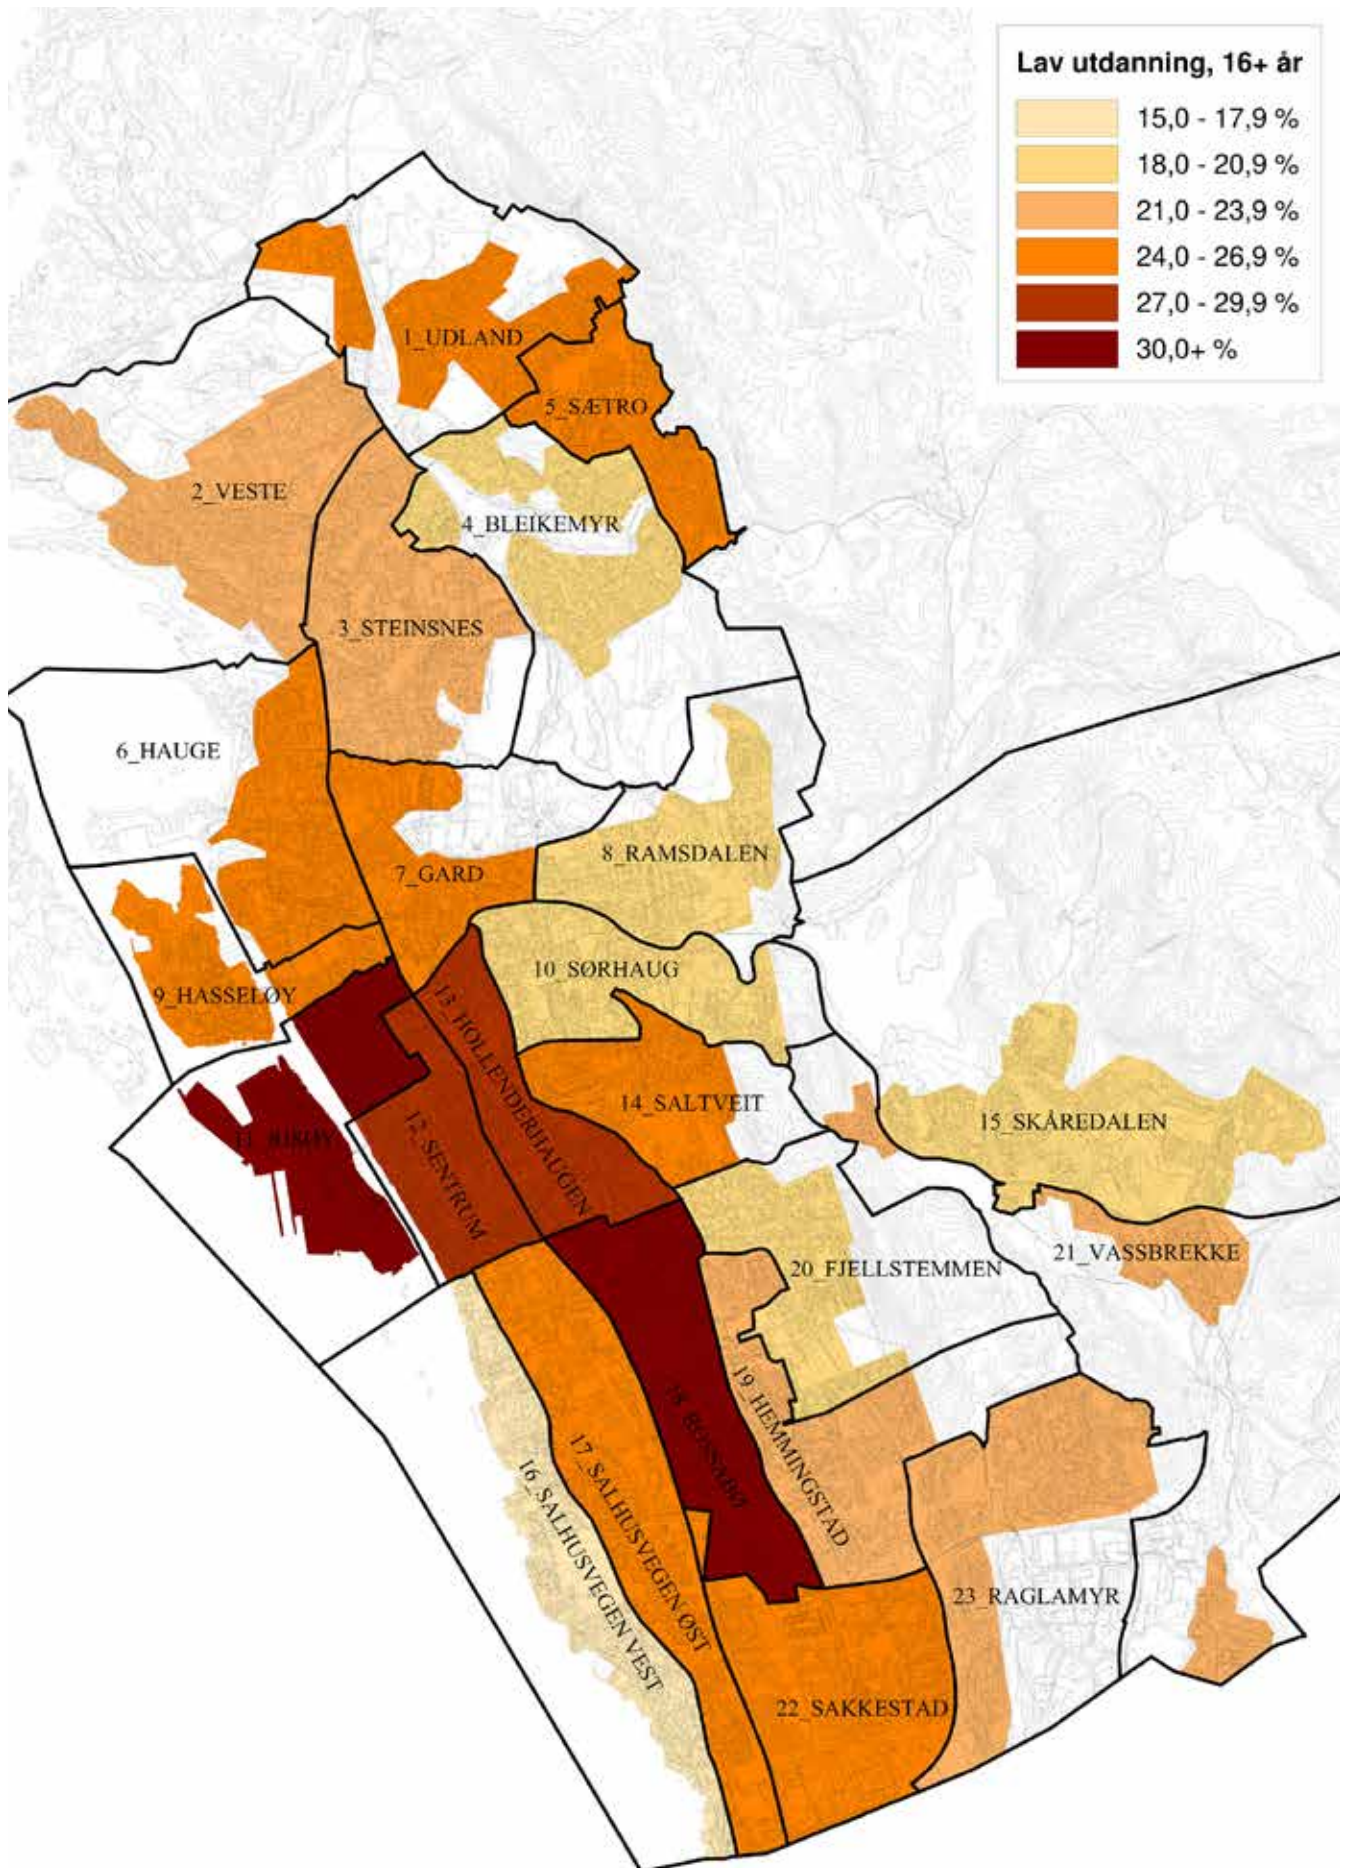 Lav utdanning, 16+ år
15,0 - 17,9 %
18,0 - 20,9 %
21,0 - 23,9 %
24,0 - 26,9 %
27,0 - 29,9 %
30,0+ %
1_UDLAND
5_SÆTRO
2_VESTE
4_BLEIKEMYR
3_STEINSNES
6_HAUGE
8_RAMSDALEN
7_GARD
10_SØRHAUG
9_HASSELØY
13_HOLLENDERHAUGEN
14_SALTVEIT
15_SKÅREDALEN
11_RISØY
12_SENTRUM
21_VASSBREKKE
20_FJELLSTEMMEN
19_HEMMINGSTAD
18_ROSSABØ
17_SALHUSVEGEN ØST
16_SALHUSVEGEN VEST
23_RAGLAMYR
22_SAKKESTAD